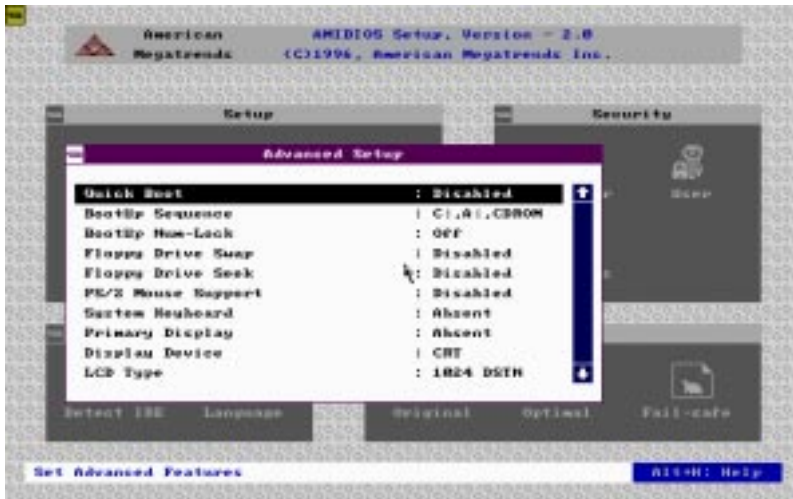 American
Megatrends
AMIBIOS Setup, Version - 2.0
(C)1996, American Megatrends Inc.
Setup
Security
Advanced Setup
Quick Boot : Disabled
BootUp Sequence : C:,A:,CDROM
BootUp Num-Lock : Off
Floppy Drive Swap : Disabled
Floppy Drive Seek : Disabled
PS/2 Mouse Support : Disabled
System Keyboard : Absent
Primary Display : Absent
Display Device : CRT
LCD Type : 1024 DSTN
User
Detect IDE
Language
Original
Optimal
Fail-safe
Set Advanced Features
Alt+H: Help